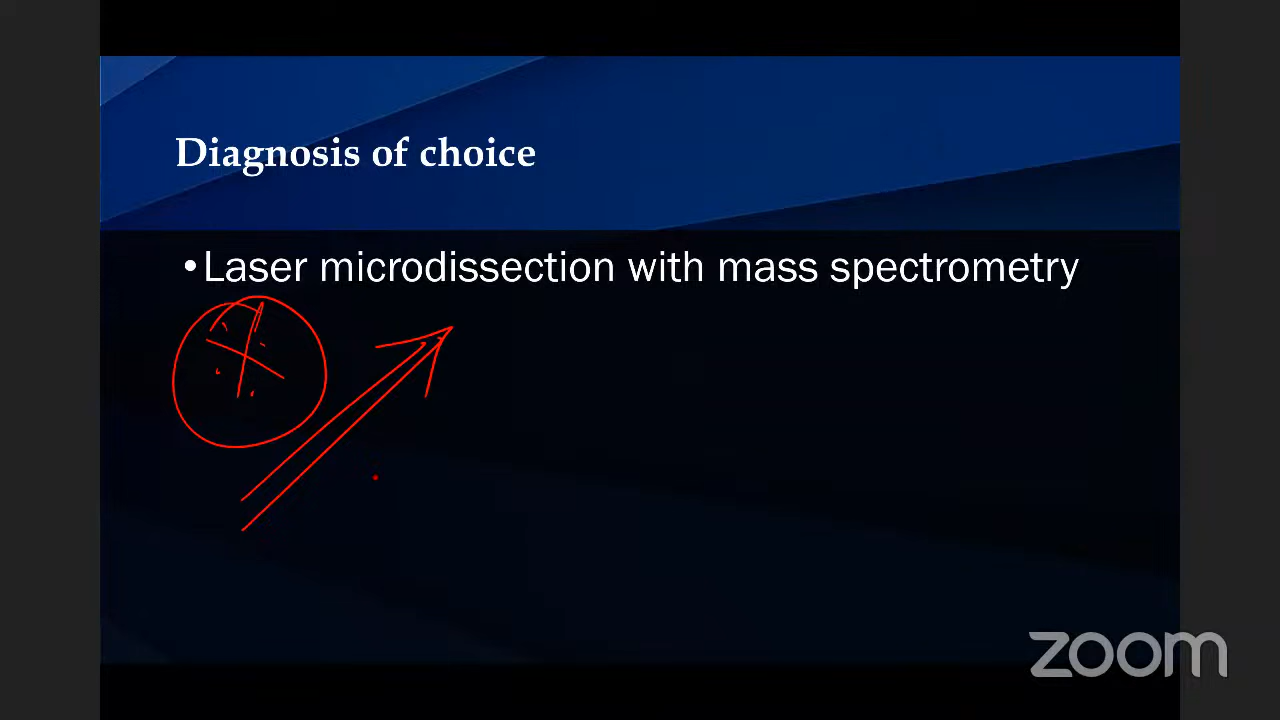 Diagnosis of choice
•Laser microdissection with mass spectrometry
zoom